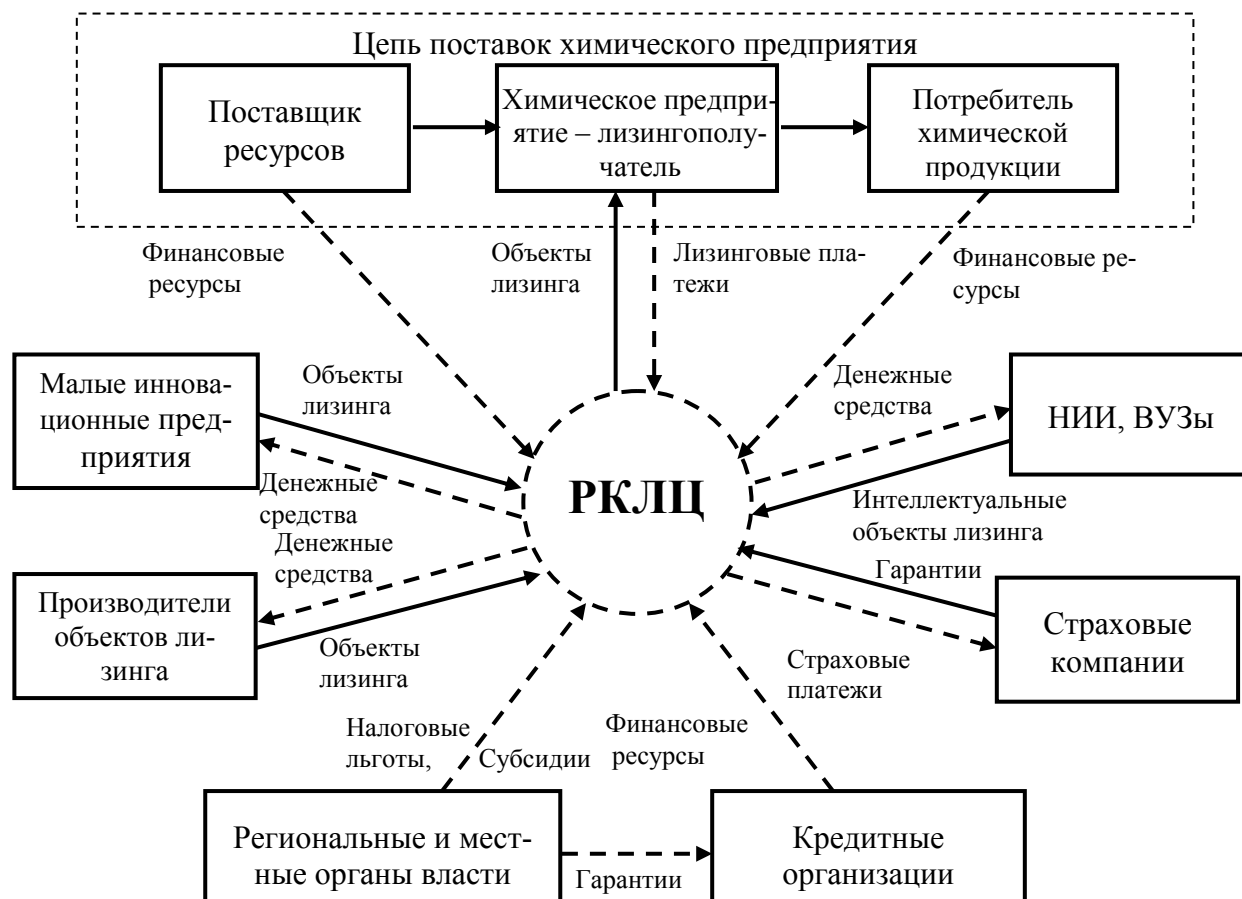 Цепь поставок химического предприятия
Поставщик
ресурсов
Химическое предпри-
ятие – лизингополу-
чатель
Потребитель
химической
продукции
Финансовые
ресурсы
Объекты
лизинга
Лизинговые пла-
тежи
Финансовые ре-
сурсы
Малые иннова-
ционные пред-
приятия
Объекты
лизинга
Денежные
средства
НИИ, ВУЗы
РКЛЦ
Денежные
средства
Интеллектуальные
объекты лизинга
Денежные
средства
Гарантии
Производители
объектов ли-
зинга
Объекты
лизинга
Страховые
компании
Страховые
платежи
Налоговые
льготы,
Субсидии
Финансовые
ресурсы
Региональные и мест-
ные органы власти
Гарантии
Кредитные
организации